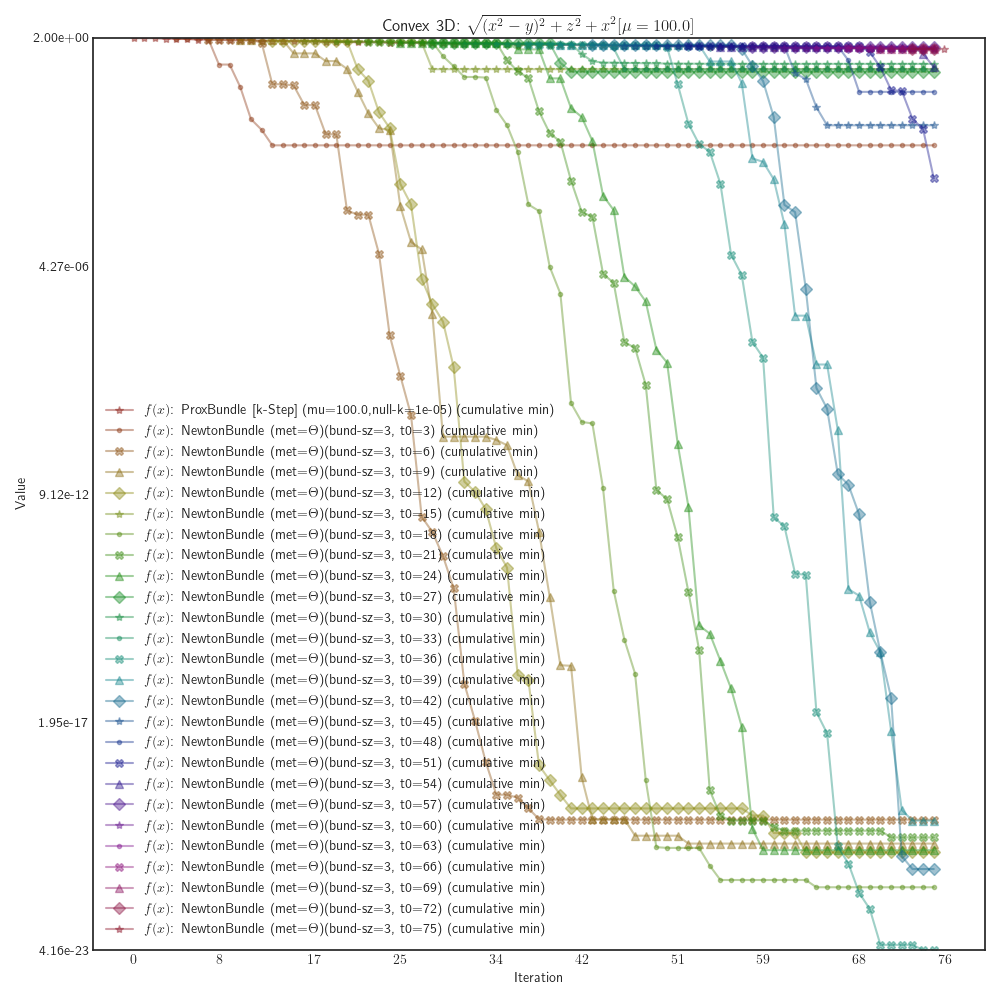 Convex 3D: √((x² − y)² + z²) + x²[μ = 100.0]
2.00e+00
4.27e-06
9.12e-12
1.95e-17
4.16e-23
Value
f(x): ProxBundle [k-Step] (mu=100.0,null-k=1e-05) (cumulative min)
f(x): NewtonBundle (met=Θ)(bund-sz=3, t0=3) (cumulative min)
f(x): NewtonBundle (met=Θ)(bund-sz=3, t0=6) (cumulative min)
f(x): NewtonBundle (met=Θ)(bund-sz=3, t0=9) (cumulative min)
f(x): NewtonBundle (met=Θ)(bund-sz=3, t0=12) (cumulative min)
f(x): NewtonBundle (met=Θ)(bund-sz=3, t0=15) (cumulative min)
f(x): NewtonBundle (met=Θ)(bund-sz=3, t0=18) (cumulative min)
f(x): NewtonBundle (met=Θ)(bund-sz=3, t0=21) (cumulative min)
f(x): NewtonBundle (met=Θ)(bund-sz=3, t0=24) (cumulative min)
f(x): NewtonBundle (met=Θ)(bund-sz=3, t0=27) (cumulative min)
f(x): NewtonBundle (met=Θ)(bund-sz=3, t0=30) (cumulative min)
f(x): NewtonBundle (met=Θ)(bund-sz=3, t0=33) (cumulative min)
f(x): NewtonBundle (met=Θ)(bund-sz=3, t0=36) (cumulative min)
f(x): NewtonBundle (met=Θ)(bund-sz=3, t0=39) (cumulative min)
f(x): NewtonBundle (met=Θ)(bund-sz=3, t0=42) (cumulative min)
f(x): NewtonBundle (met=Θ)(bund-sz=3, t0=45) (cumulative min)
f(x): NewtonBundle (met=Θ)(bund-sz=3, t0=48) (cumulative min)
f(x): NewtonBundle (met=Θ)(bund-sz=3, t0=51) (cumulative min)
f(x): NewtonBundle (met=Θ)(bund-sz=3, t0=54) (cumulative min)
f(x): NewtonBundle (met=Θ)(bund-sz=3, t0=57) (cumulative min)
f(x): NewtonBundle (met=Θ)(bund-sz=3, t0=60) (cumulative min)
f(x): NewtonBundle (met=Θ)(bund-sz=3, t0=63) (cumulative min)
f(x): NewtonBundle (met=Θ)(bund-sz=3, t0=66) (cumulative min)
f(x): NewtonBundle (met=Θ)(bund-sz=3, t0=69) (cumulative min)
f(x): NewtonBundle (met=Θ)(bund-sz=3, t0=72) (cumulative min)
f(x): NewtonBundle (met=Θ)(bund-sz=3, t0=75) (cumulative min)
0 8 17 25 34 42 51 59 68 76
Iteration